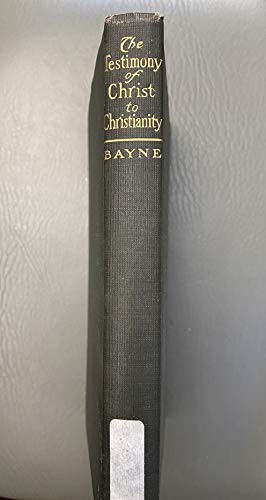 The
Testimony
of
Christ
to
Christianity
BAYNE